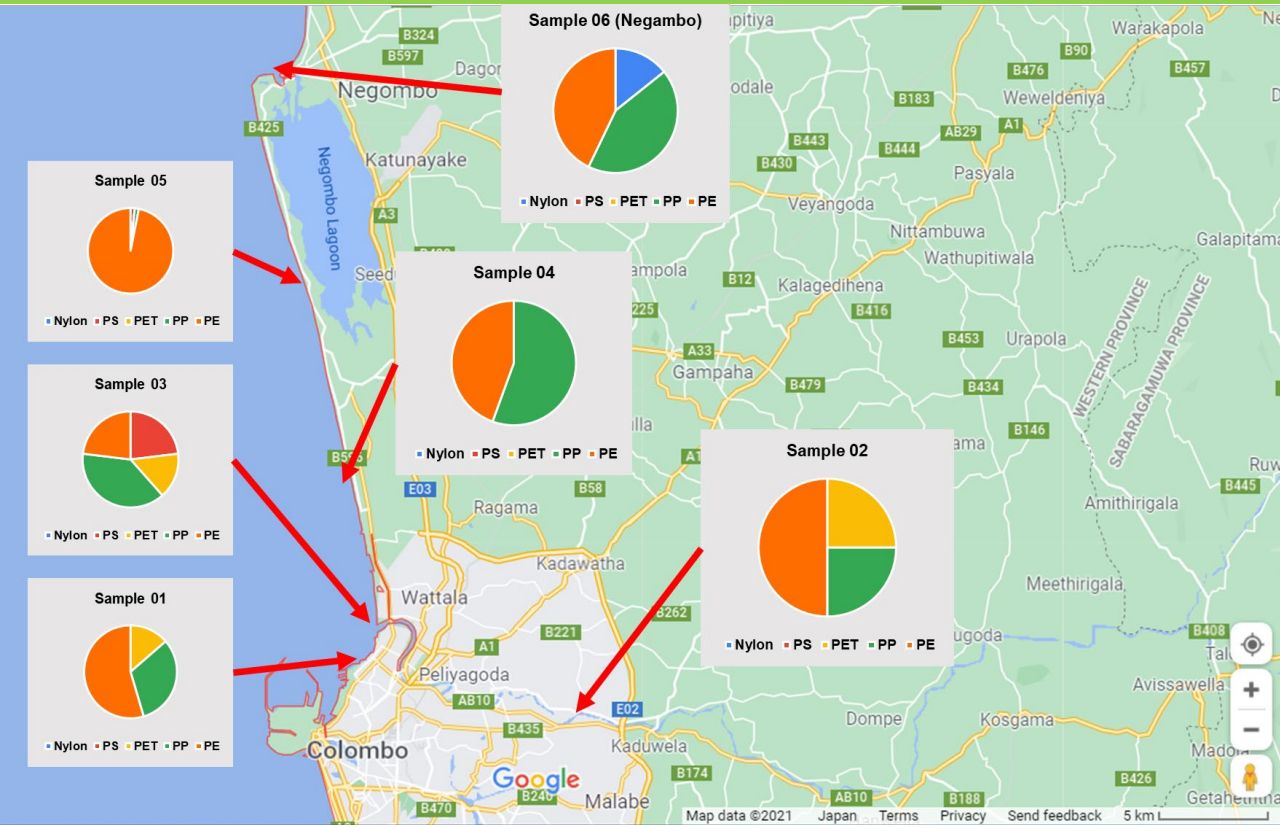 Sample 06 (Negambo)
Nylon PS PET PP PE
Sample 05
Nylon PS PET PP PE
Sample 04
Nylon PS PET PP PE
Sample 03
Nylon PS PET PP PE
Sample 02
Nylon PS PET PP PE
Sample 01
Nylon PS PET PP PE
B324
B597
Negombo
B425
Negombo Lagoon
Katunayake
A3
Warakapola
B90
B476
B457
Weweldeniya
B183
A1
AB29
B443
B444
B430
Pasyala
Veyangoda
Nittambuwa
Wathupitiwala
B12
Kalagedihena
B416
A33
Gampaha
B453
Urapola
B479
B434
WESTERN PROVINCE
SABARAGAMUWA PROVINCE
B146
B445
Amithirigala
E03
B58
Ragama
Kadawatha
Meethirigala
Wattala
B262
B221
A1
B408
Peliyagoda
AB10
E02
Avissawella
B435
Dompe
Kosgama
Colombo
Kaduwela
Google
B174
B426
B240
Malabe
AB10
B188
B470
Map data ©2021 Japan Terms Privacy Send feedback 5 km